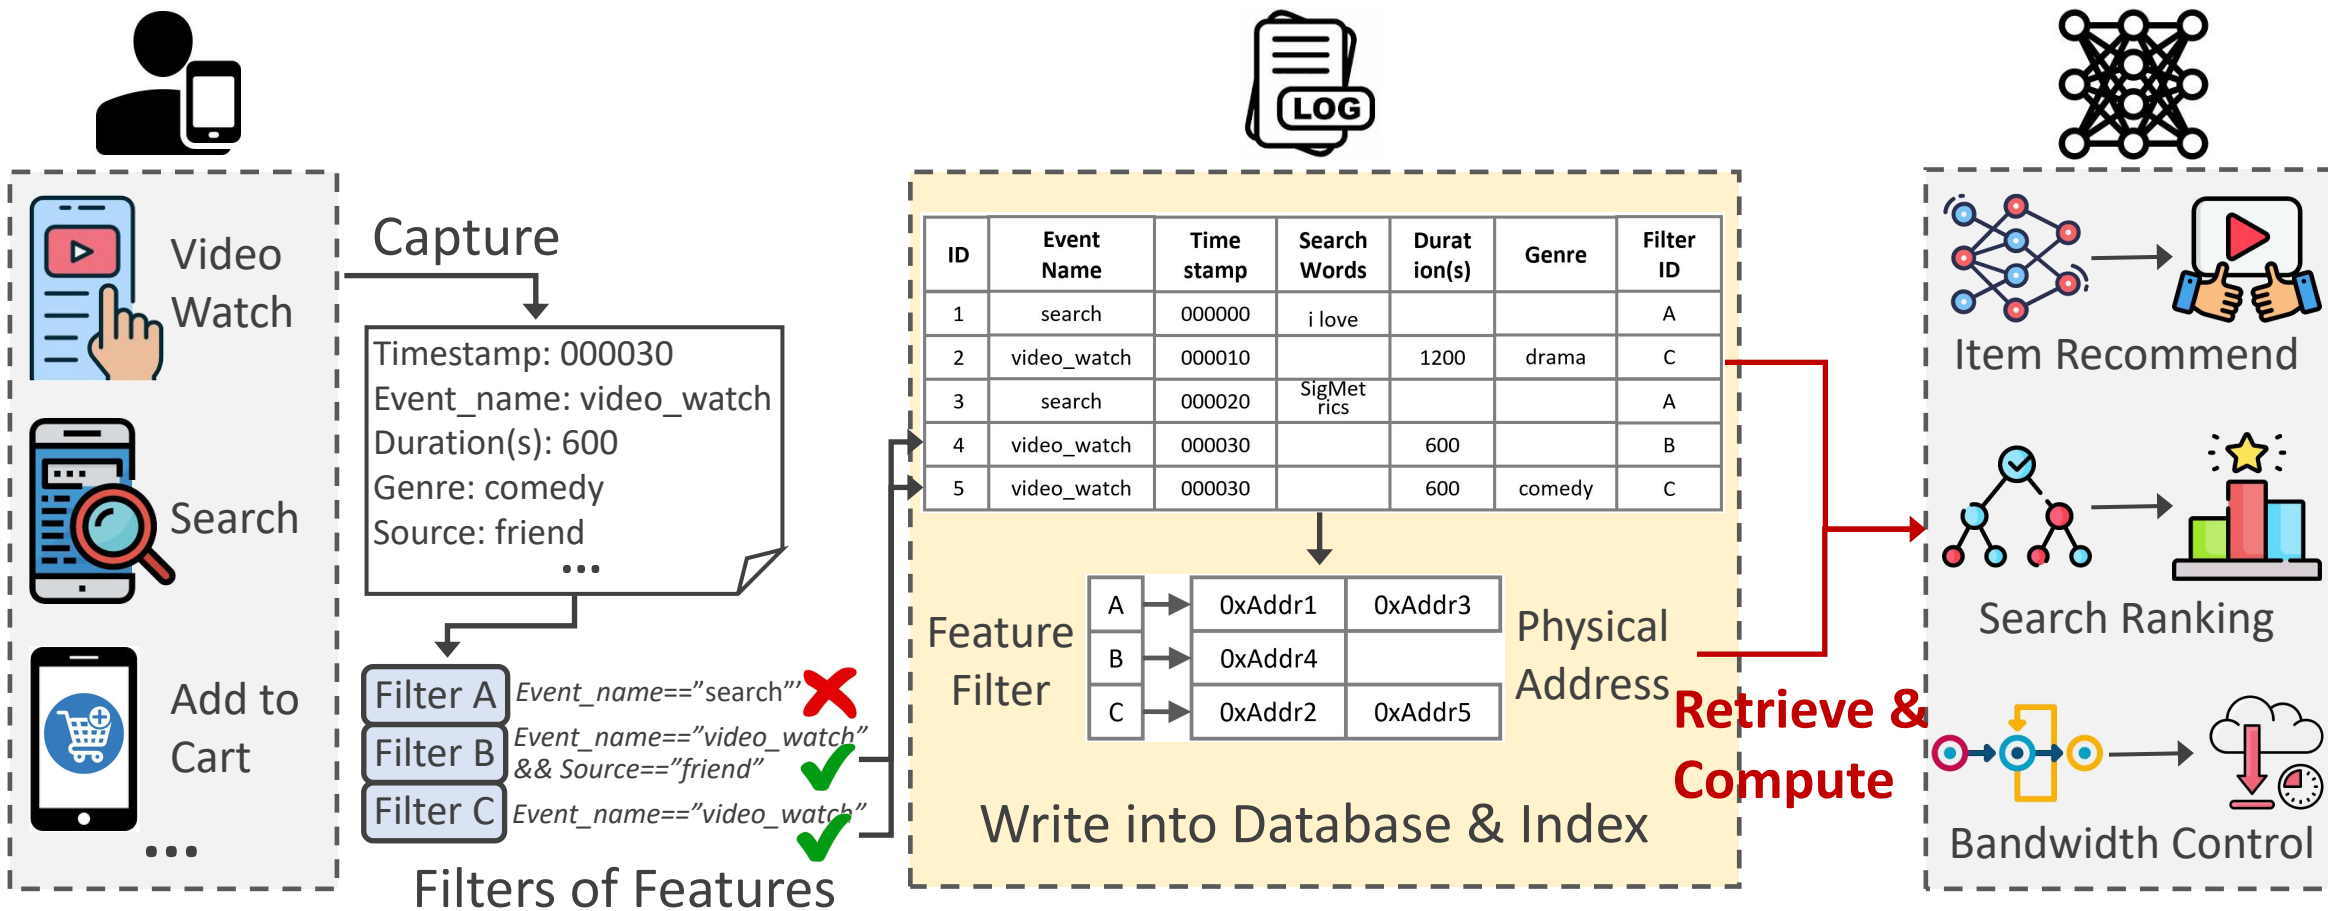 LOG
Video
Watch
Search
Add to
Cart
...
Capture
Timestamp: 000030
Event_name: video_watch
Duration(s): 600
Genre: comedy
Source: friend
...
Filter A Event_name==”search”’
Filter B Event_name==”video_watch”
&& Source==”friend”
Filter C Event_name==”video_watch”
Filters of Features
ID Event Name Time stamp Search Words Durat ion(s) Genre Filter ID
1 search 000000 i love A
2 video_watch 000010 1200 drama C
3 search 000020 SigMet rics A
4 video_watch 000030 600 B
5 video_watch 000030 600 comedy C
Feature
Filter
A 0xAddr1 0xAddr3
B 0xAddr4
C 0xAddr2 0xAddr5
Physical
Address
Write into Database & Index
Retrieve &
Compute
Item Recommend
Search Ranking
Bandwidth Control